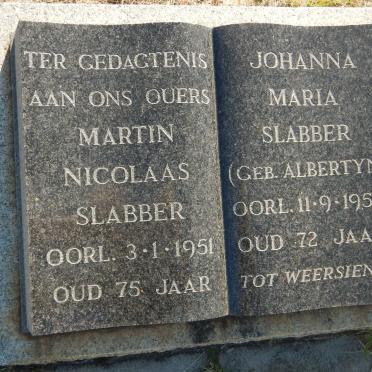 TER GEDAGTENIS
AAN ONS OUERS
MARTIN
NICOLAAS
SLABBER
OORL. 3·1·1951
OUD 75 JAAR
JOHANNA
MARIA
SLABBER
(GEB. ALBERTYN
OORL. 11·9·195
OUD 72 JAA
TOT WEERSIEN